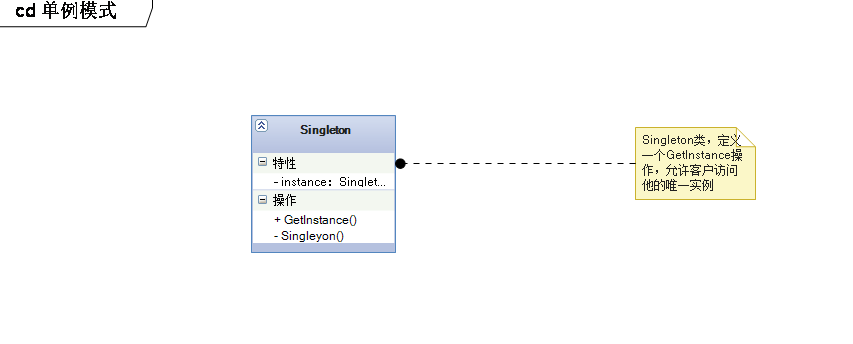 cd 单例模式
Singleton
特性
- instance：Singlet...
操作
+ GetInstance()
- Singleyon()
Singleton类，定义
一个GetInstance操
作，允许客户访问
他的唯一实例